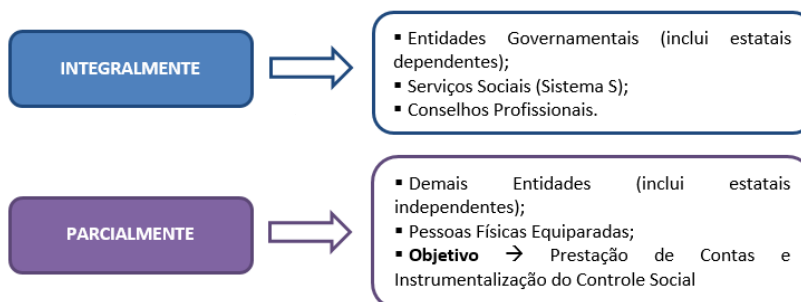 INTEGRALMENTE
▪ Entidades Governamentais (inclui estatais
dependentes);
▪ Serviços Sociais (Sistema S);
▪ Conselhos Profissionais.
PARCIALMENTE
▪ Demais Entidades (inclui estatais
independentes);
▪ Pessoas Físicas Equiparadas;
▪ Objetivo → Prestação de Contas e
Instrumentalização do Controle Social